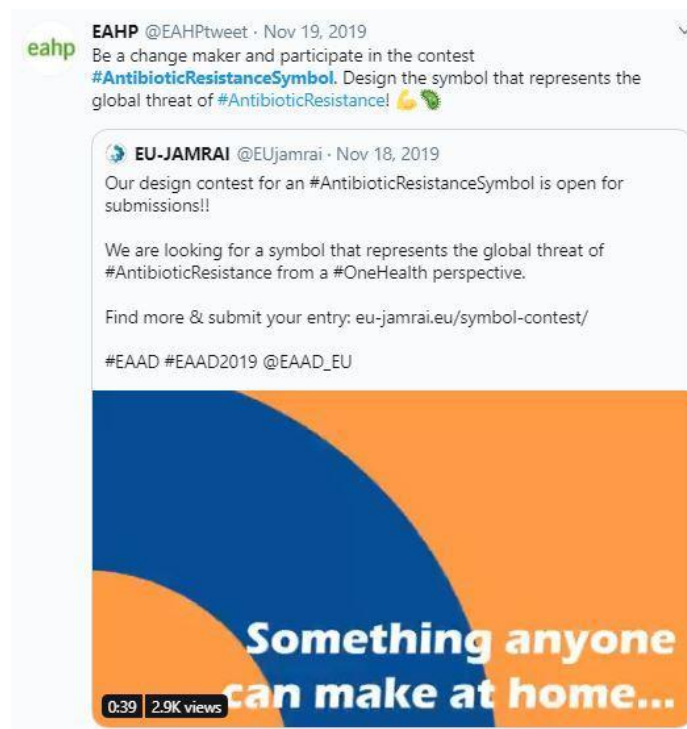 eahp
EAHP @EAHPtweet · Nov 19, 2019
Be a change maker and participate in the contest
#AntibioticResistanceSymbol. Design the symbol that represents the
global threat of #AntibioticResistance! 💪🦠
EU-JAMRAI @EUjamrai · Nov 18, 2019
Our design contest for an #AntibioticResistanceSymbol is open for
submissions!!
We are looking for a symbol that represents the global threat of
#AntibioticResistance from a #OneHealth perspective.
Find more & submit your entry: eu-jamrai.eu/symbol-contest/
#EAAD #EAAD2019 @EAAD_EU
Something anyone
can make at home...
0:39 2.9K views